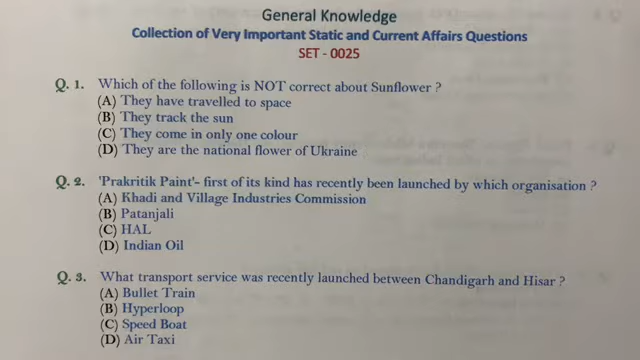 General Knowledge
Collection of Very Important Static and Current Affairs Questions
SET - 0025
Q. 1. Which of the following is NOT correct about Sunflower ?
(A) They have travelled to space
(B) They track the sun
(C) They come in only one colour
(D) They are the national flower of Ukraine
Q. 2. 'Prakritik Paint'- first of its kind has recently been launched by which organisation ?
(A) Khadi and Village Industries Commission
(B) Patanjali
(C) HAL
(D) Indian Oil
Q. 3. What transport service was recently launched between Chandigarh and Hisar ?
(A) Bullet Train
(B) Hyperloop
(C) Speed Boat
(D) Air Taxi